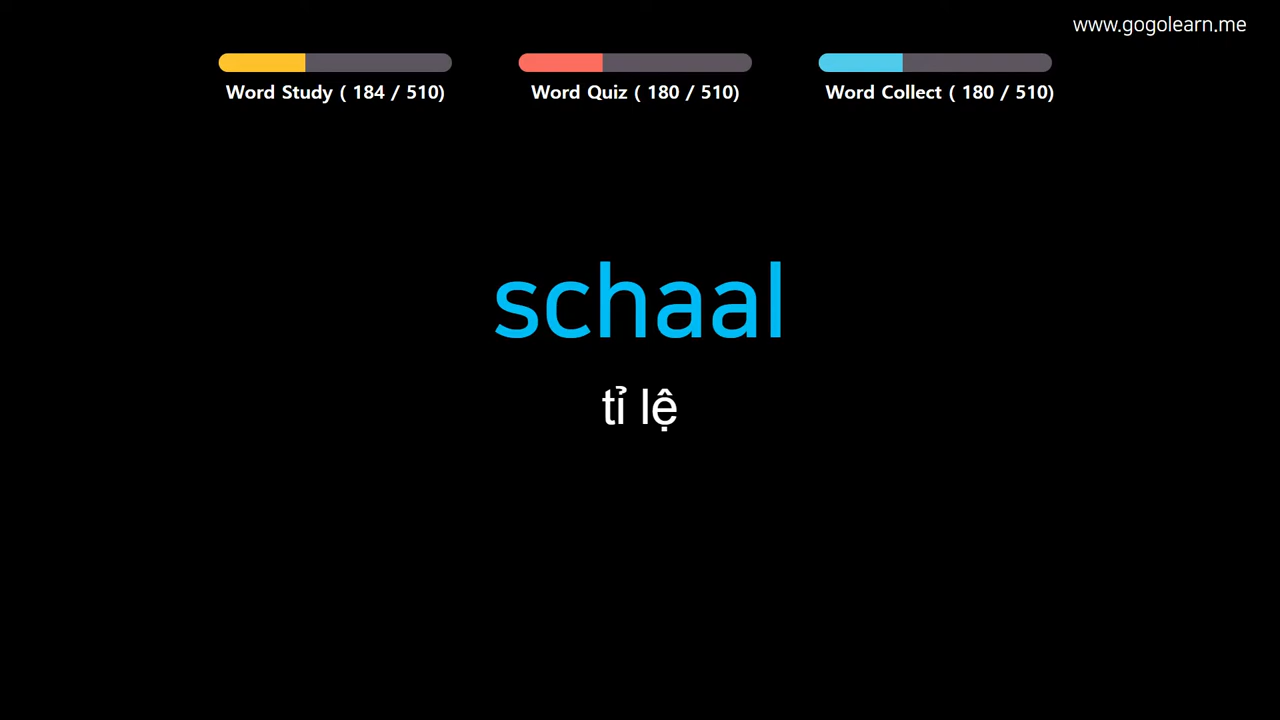 www.gogolearn.me
Word Study ( 184 / 510)
Word Quiz ( 180 / 510)
Word Collect ( 180 / 510)
schaal
tỉ lệ